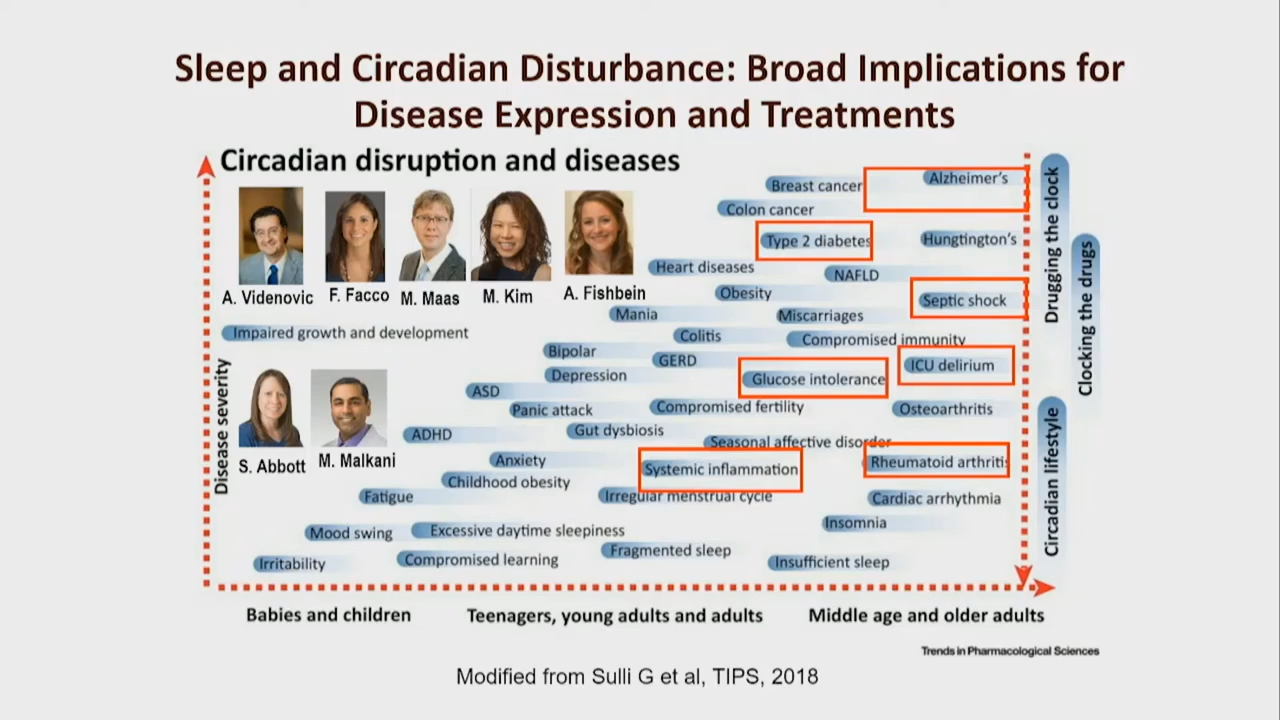 Sleep and Circadian Disturbance: Broad Implications for
Disease Expression and Treatments
Circadian disruption and diseases
A. Videnovic
F. Facco
M. Maas
M. Kim
A. Fishbein
S. Abbott
M. Malkani
Disease severity
Breast cancer
Alzheimer's
Colon cancer
Type 2 diabetes
Hungtington's
Heart diseases
NAFLD
Obesity
Septic shock
Mania
Miscarriages
Impaired growth and development
Colitis
Compromised immunity
Bipolar
GERD
ICU delirium
Depression
Glucose intolerance
ASD
Panic attack
Compromised fertility
Osteoarthritis
ADHD
Gut dysbiosis
Seasonal affective disorder
Anxiety
Systemic inflammation
Rheumatoid arthritis
Childhood obesity
Fatigue
Irregular menstrual cycle
Cardiac arrhythmia
Mood swing
Excessive daytime sleepiness
Insomnia
Fragmented sleep
Irritability
Compromised learning
Insufficient sleep
Drugging the clock
Clocking the drugs
Circadian lifestyle
Babies and children
Teenagers, young adults and adults
Middle age and older adults
Trends in Pharmacological Sciences
Modified from Sulli G et al, TIPS, 2018